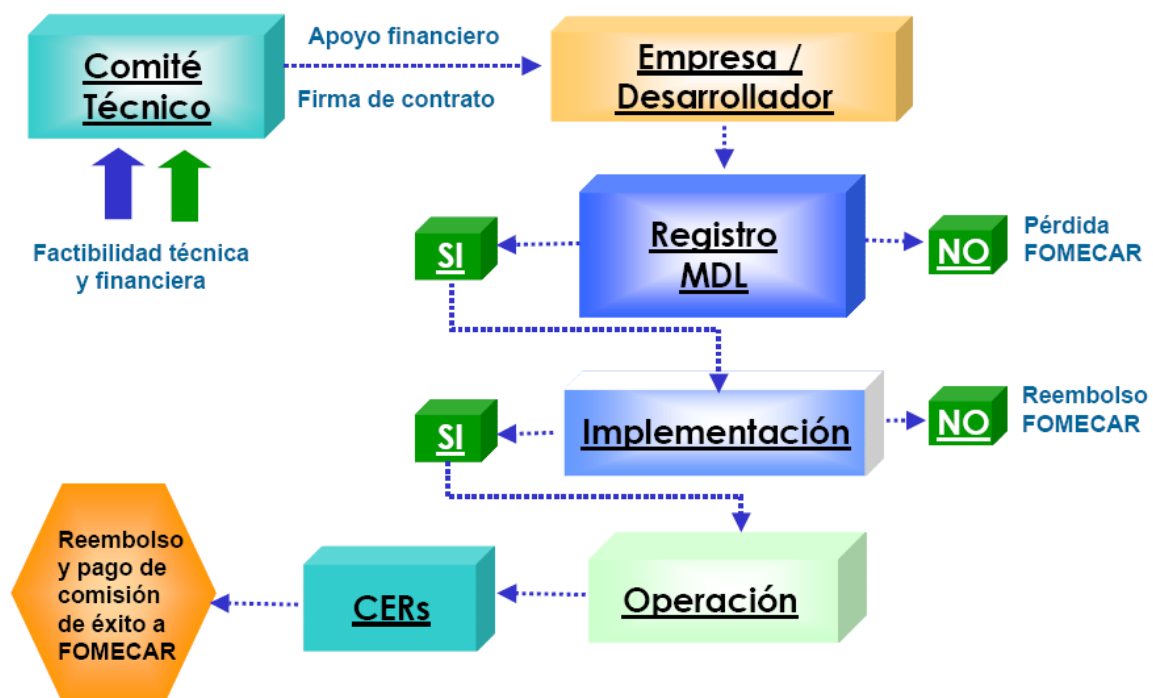 Comité
Técnico
Apoyo financiero
Firma de contrato
Empresa /
Desarrollador
Factibilidad técnica
y financiera
SI
Registro
MDL
NO
Pérdida
FOMECAR
SI
Implementación
NO
Reembolso
FOMECAR
Reembolso
y pago de
comisión
de éxito a
FOMECAR
CERs
Operación